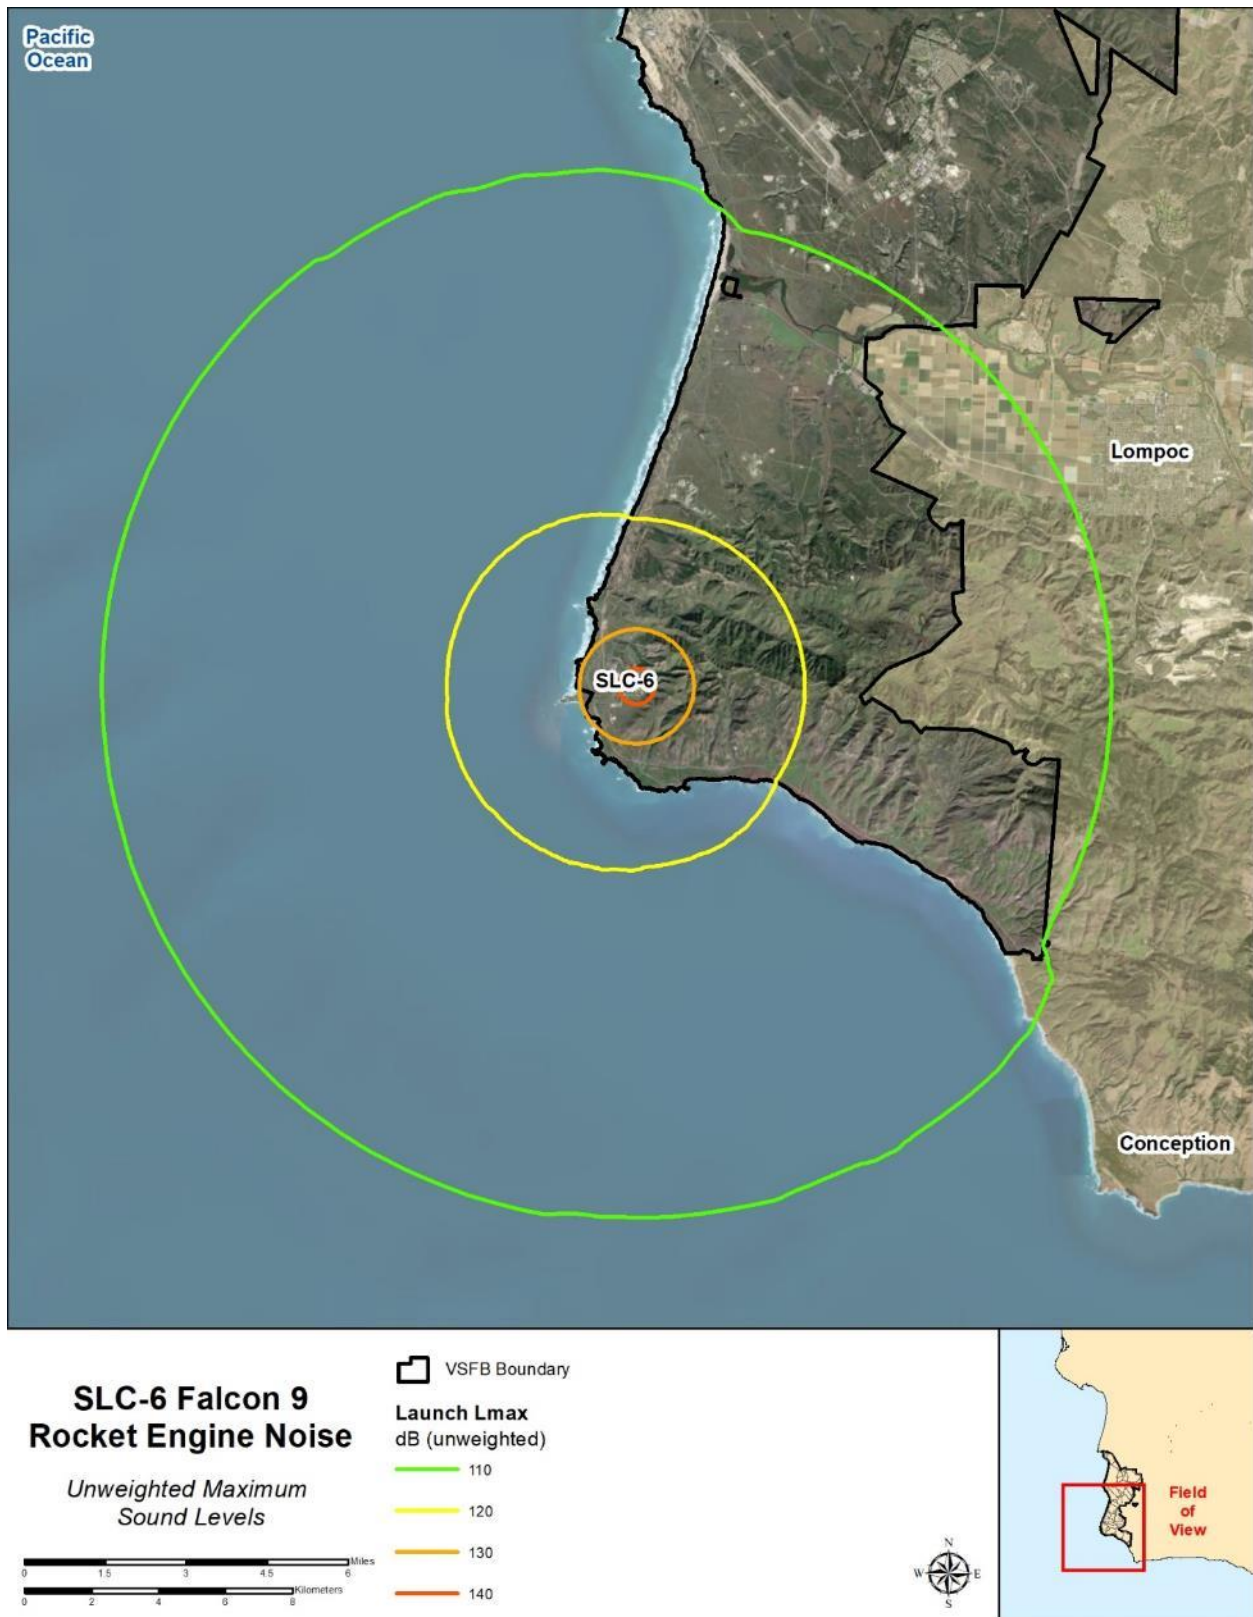 Pacific
Ocean
Lompoc
SLC-6
Conception
SLC-6 Falcon 9
Rocket Engine Noise
Unweighted Maximum
Sound Levels
0 1.5 3 4.5 6 Miles
0 2 4 6 8 Kilometers
VSFB Boundary
Launch Lmax
dB (unweighted)
110
120
130
140
N
W E
S
Field
of
View